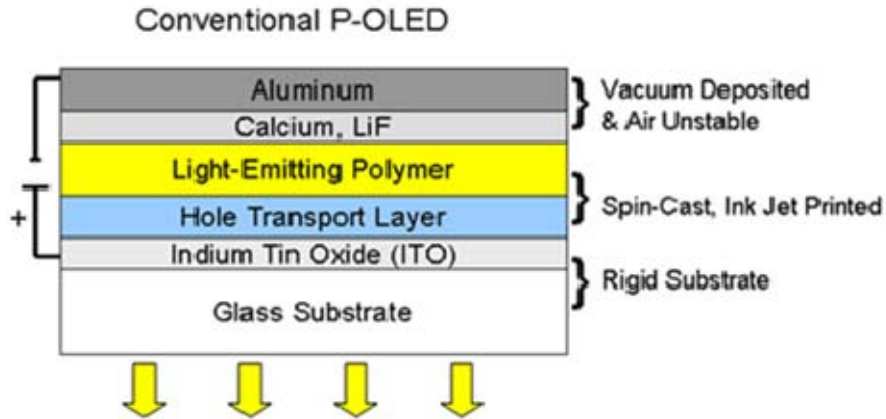 Conventional P-OLED
Aluminum
Calcium, LiF
Light-Emitting Polymer
Hole Transport Layer
Indium Tin Oxide (ITO)
Glass Substrate
+
Vacuum Deposited
& Air Unstable
Spin-Cast, Ink Jet Printed
Rigid Substrate